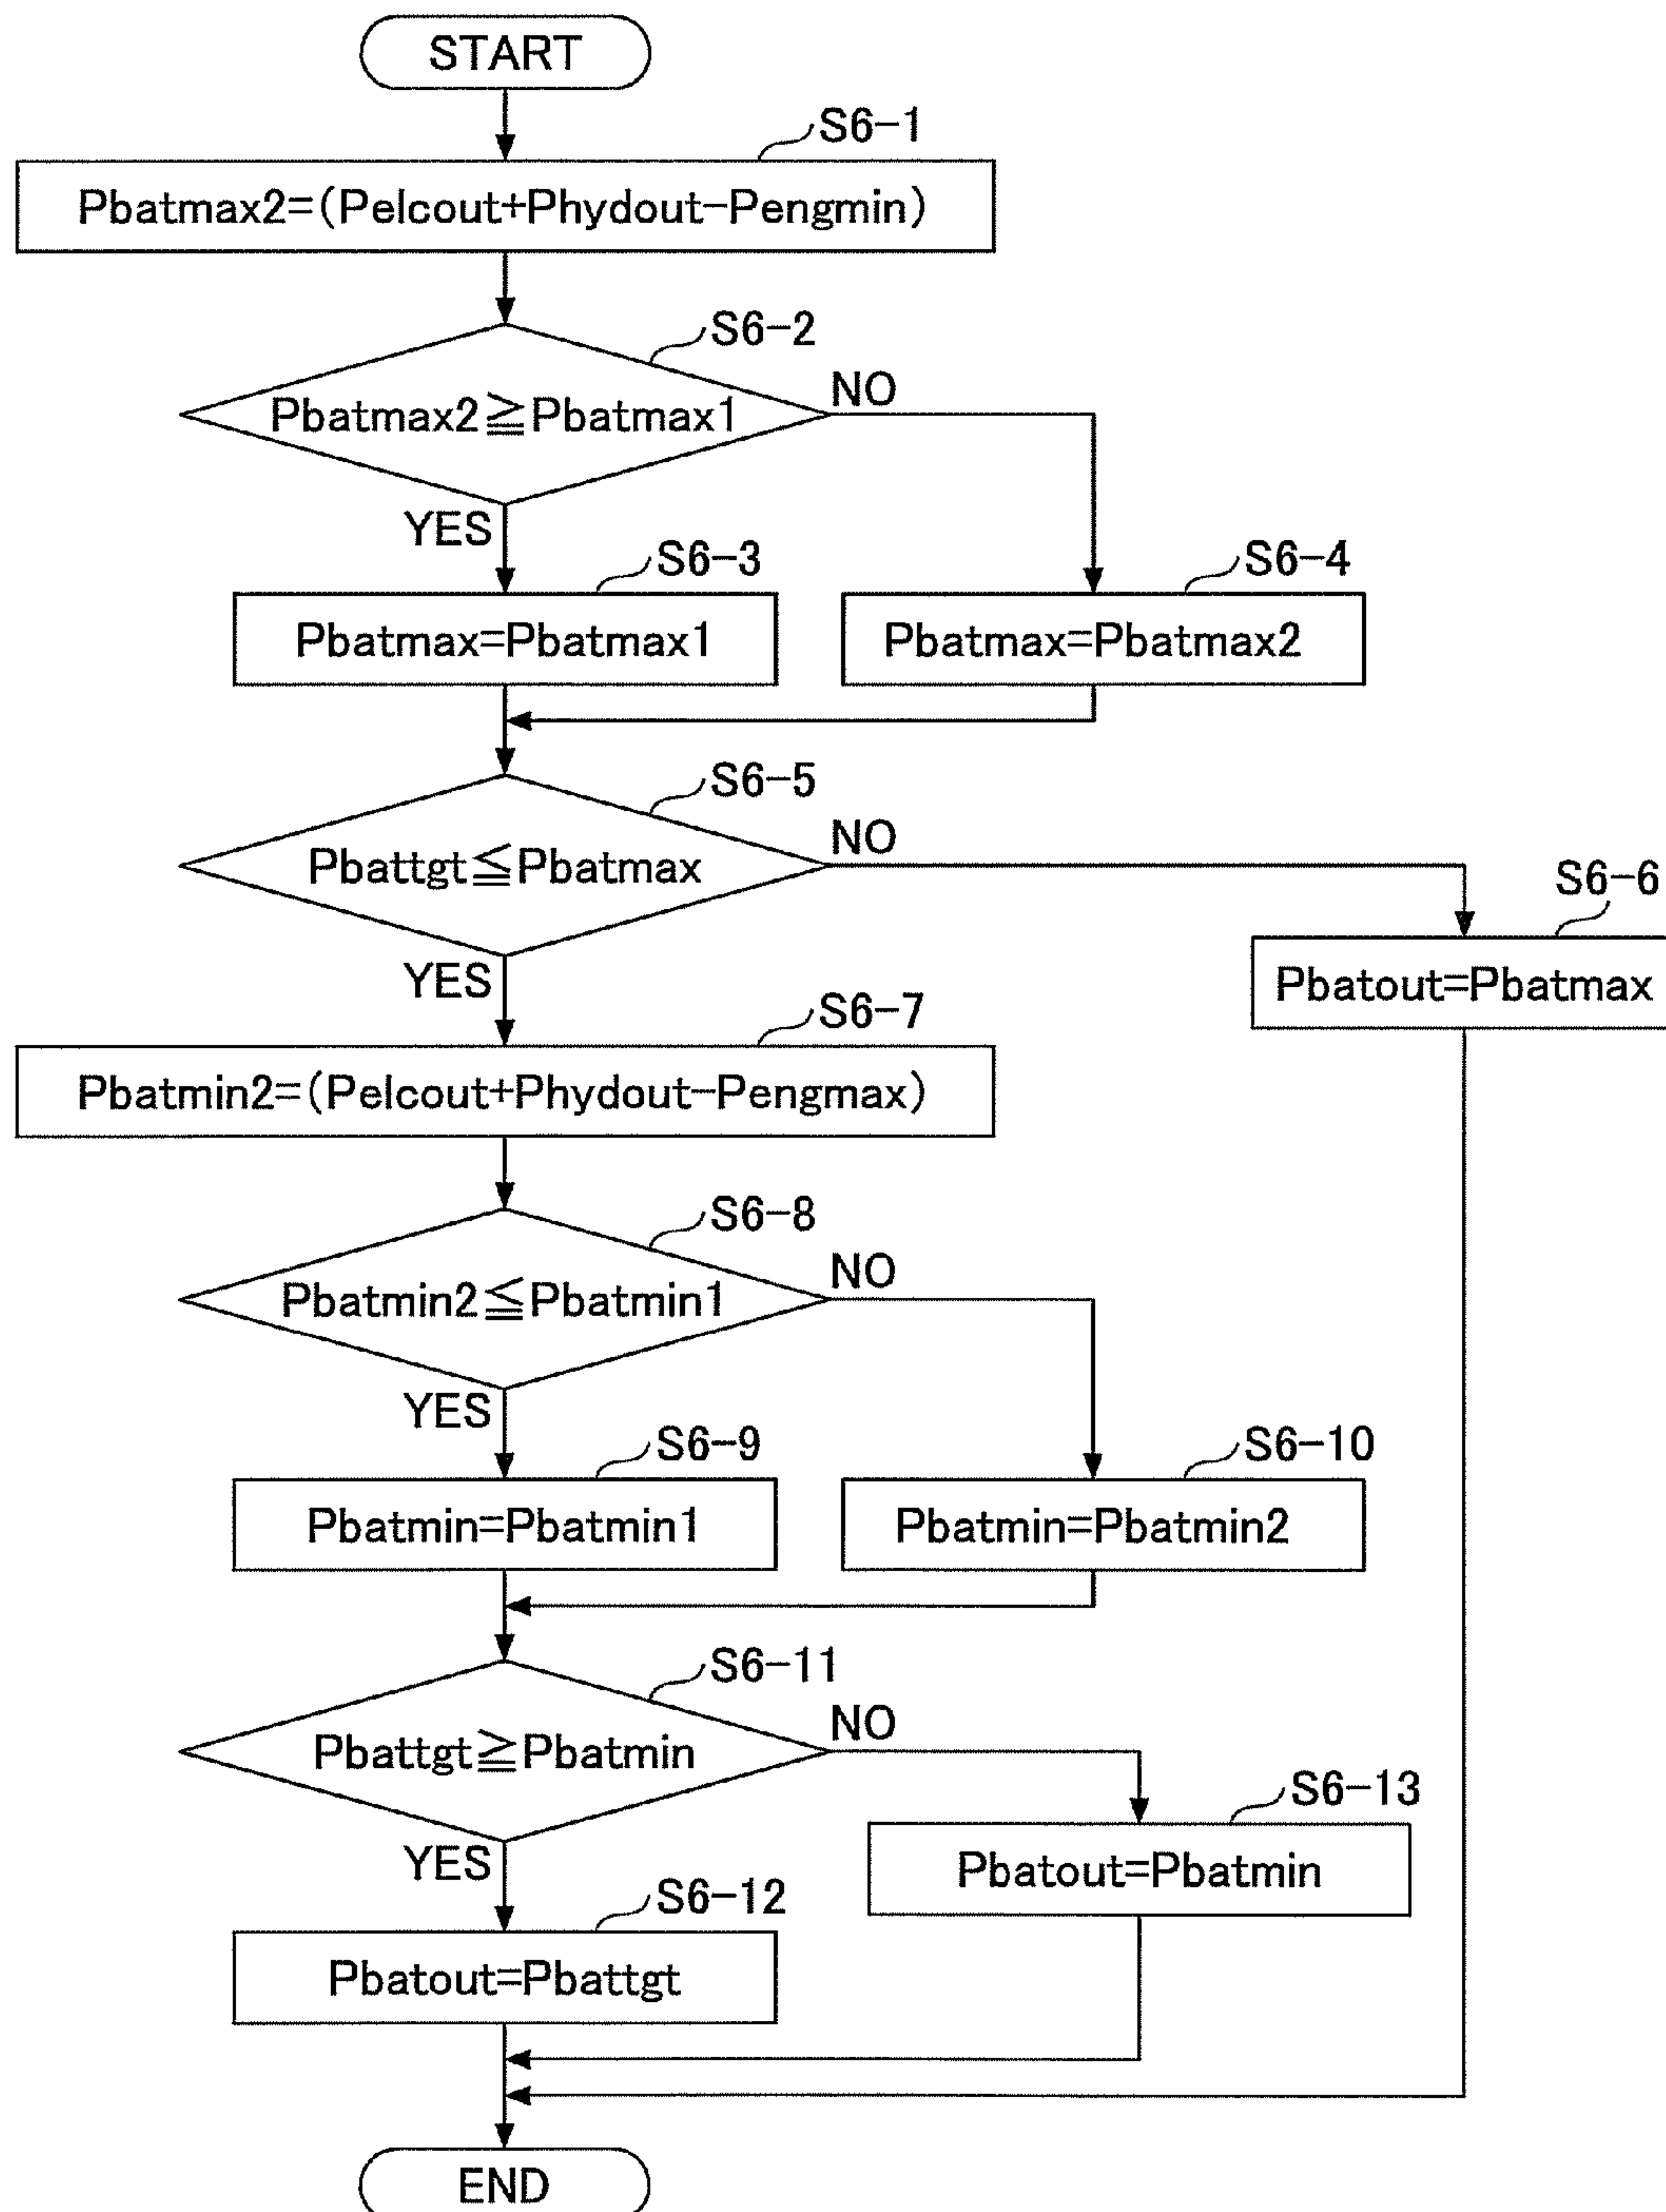 START
S6-1
Pbatmax2=(Pelcout+Phydout-Pengmin)
S6-2
Pbatmax2≧Pbatmax1
NO
YES
S6-3
S6-4
Pbatmax=Pbatmax1
Pbatmax=Pbatmax2
S6-5
Pbattgt≦Pbatmax
NO
YES
S6-6
Pbatout=Pbatmax
S6-7
Pbatmin2=(Pelcout+Phydout-Pengmax)
S6-8
Pbatmin2≦Pbatmin1
NO
YES
S6-9
S6-10
Pbatmin=Pbatmin1
Pbatmin=Pbatmin2
S6-11
Pbattgt≧Pbatmin
NO
YES
S6-13
Pbatout=Pbatmin
S6-12
Pbatout=Pbattgt
END